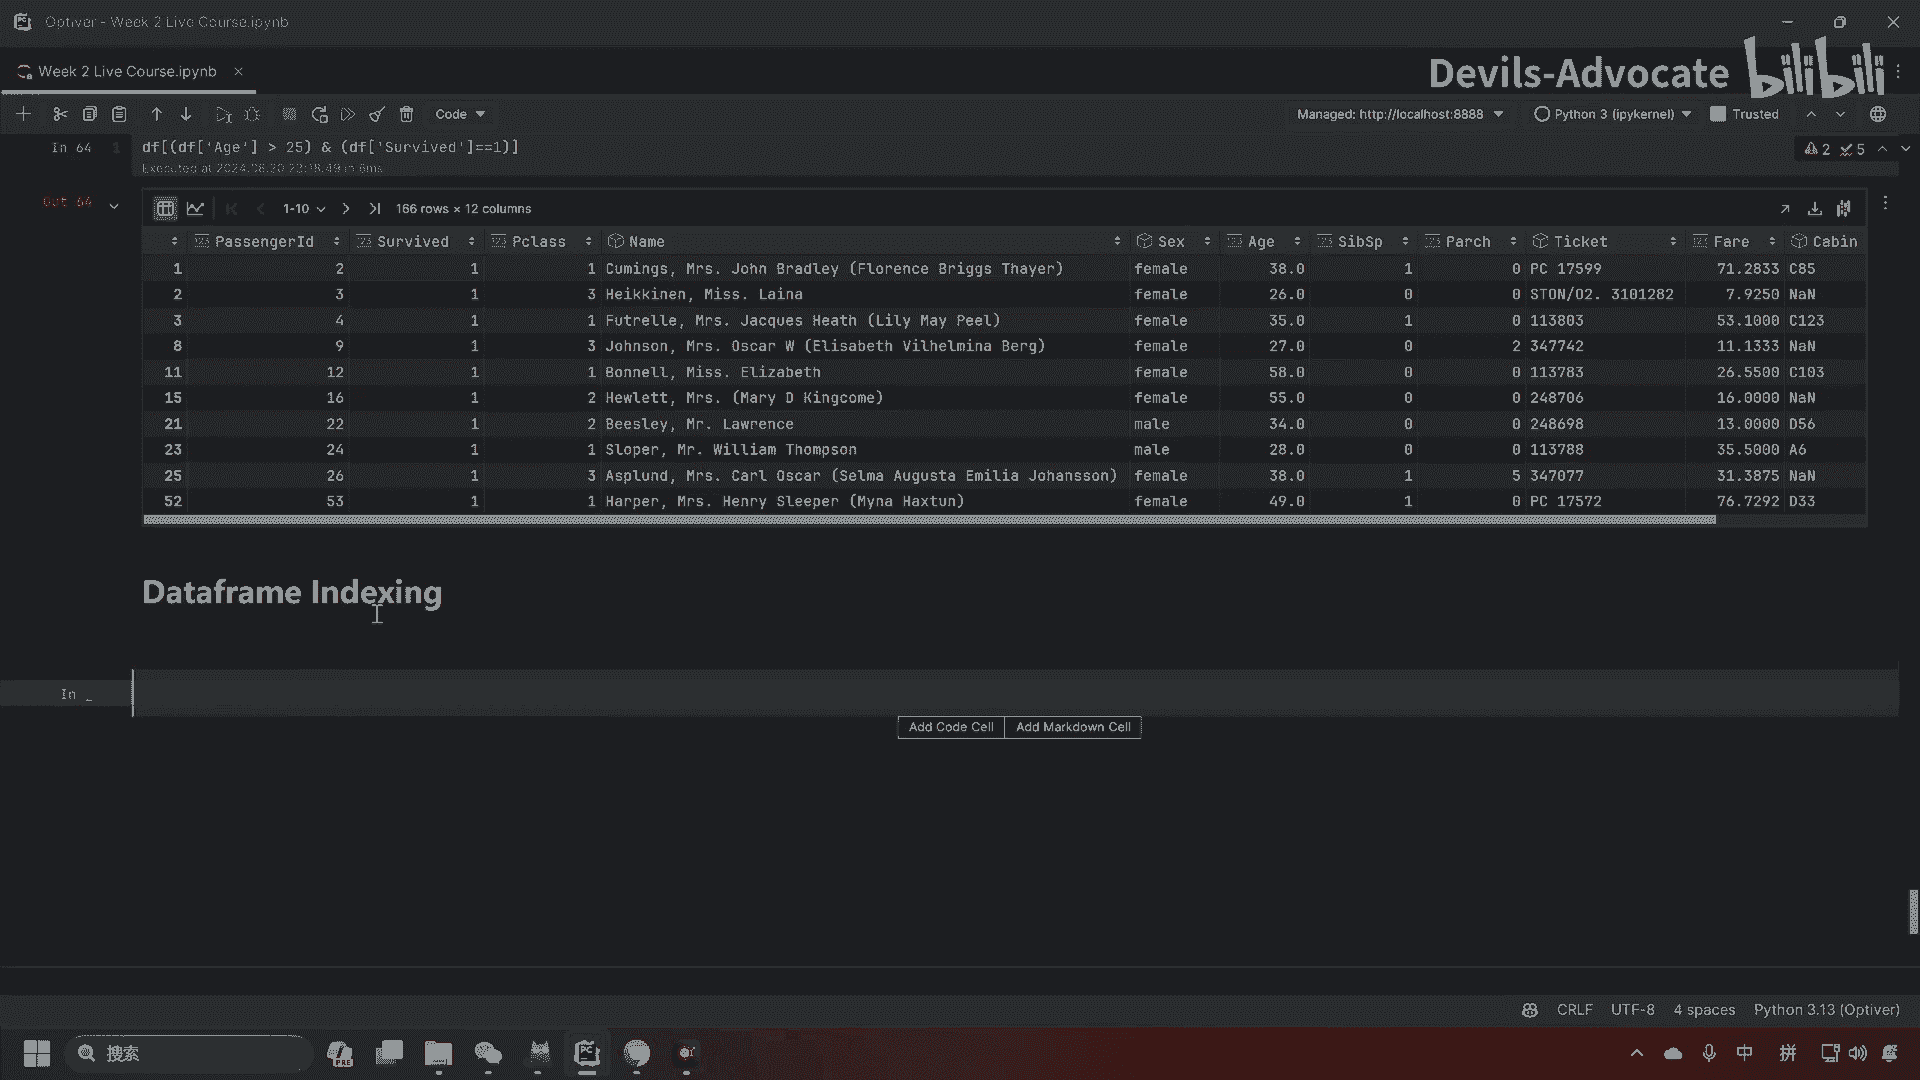 Optiver - Week 2 Live Course.ipynb
Week 2 Live Course.ipynb
Devils-Advocate bilibili
Code
Managed: http://localhost:8888 Python 3 (ipykernel) Trusted
In 64 1 df[(df['Age'] > 25) & (df['Survived']==1)]
2 5
Executed at 2024.08.20 22:18:49 in 6ms
Out 64
1-10 166 rows × 12 columns
PassengerId Survived Pclass Name Sex Age SibSp Parch Ticket Fare Cabin
1 2 1 1 Cumings, Mrs. John Bradley (Florence Briggs Thayer) female 38.0 1 0 PC 17599 71.2833 C85
2 3 1 3 Heikkinen, Miss. Laina female 26.0 0 0 STON/O2. 3101282 7.9250 NaN
3 4 1 1 Futrelle, Mrs. Jacques Heath (Lily May Peel) female 35.0 1 0 113803 53.1000 C123
8 9 1 3 Johnson, Mrs. Oscar W (Elisabeth Vilhelmina Berg) female 27.0 0 2 347742 11.1333 NaN
11 12 1 1 Bonnell, Miss. Elizabeth female 58.0 0 0 113783 26.5500 C103
15 16 1 2 Hewlett, Mrs. (Mary D Kingcome) female 55.0 0 0 248706 16.0000 NaN
21 22 1 2 Beesley, Mr. Lawrence male 34.0 0 0 248698 13.0000 D56
23 24 1 1 Sloper, Mr. William Thompson male 28.0 0 0 113788 35.5000 A6
25 26 1 3 Asplund, Mrs. Carl Oscar (Selma Augusta Emilia Johansson) female 38.0 1 5 347077 31.3875 NaN
52 53 1 1 Harper, Mrs. Henry Sleeper (Myna Haxtun) female 49.0 1 0 PC 17572 76.7292 D33
Dataframe Indexing
In _
Add Code Cell Add Markdown Cell
CRLF UTF-8 4 spaces Python 3.13 (Optiver)
搜索
中 拼